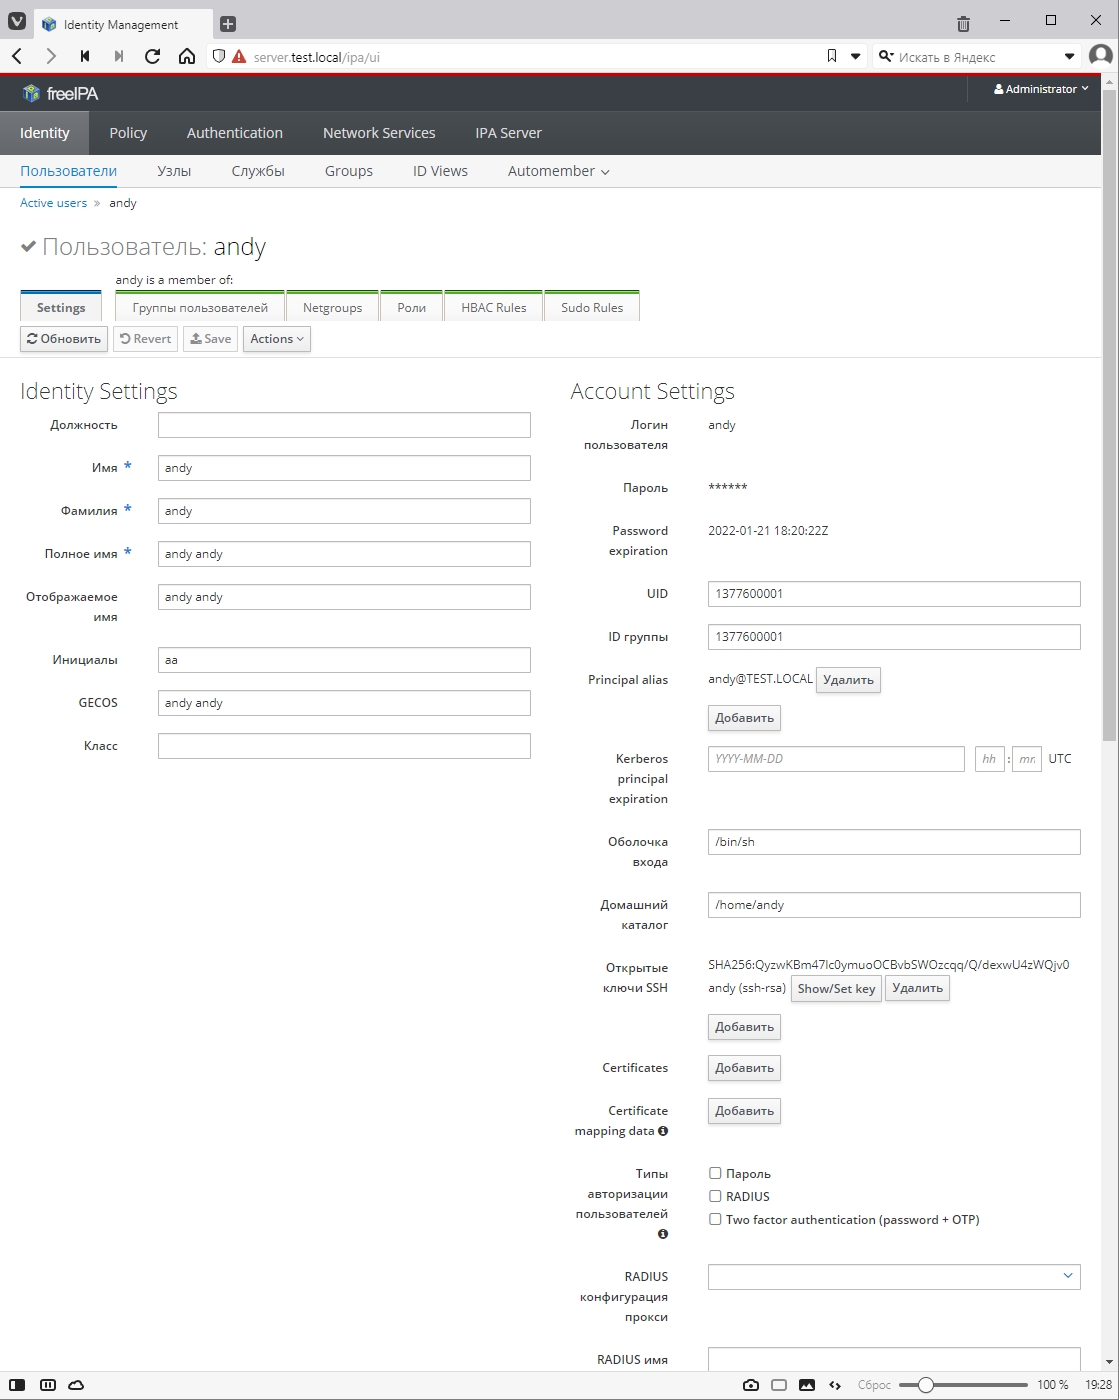 Identity Management
server.test.local/ipa/ui
Искать в Яндекс
freeIPA
Administrator
Identity Policy Authentication Network Services IPA Server
Пользователи Узлы Службы Groups ID Views Automember
Active users » andy
Пользователь: andy
andy is a member of:
Settings Группы пользователей Netgroups Роли HBAC Rules Sudo Rules
Обновить Revert Save Actions
Identity Settings
Должность
Имя * andy
Фамилия * andy
Полное имя * andy andy
Отображаемое
имя
andy andy
Инициалы aa
GECOS andy andy
Класс
Account Settings
Логин
пользователя
andy
Пароль ******
Password
expiration
2022-01-21 18:20:22Z
UID 1377600001
ID группы 1377600001
Principal alias andy@TEST.LOCAL Удалить
Добавить
Kerberos
principal
expiration
YYYY-MM-DD hh : UTC
Оболочка
входа
/bin/sh
Домашний
каталог
/home/andy
Открытые
ключи SSH
andy (ssh-rsa) Show/Set key Удалить
Добавить
Certificates Добавить
Certificate
mapping data
Добавить
Типы
авторизации
пользователей
Пароль
RADIUS
Two factor authentication (password + OTP)
RADIUS
конфигурация
прокси
RADIUS имя
Сброс 100 % 19:28